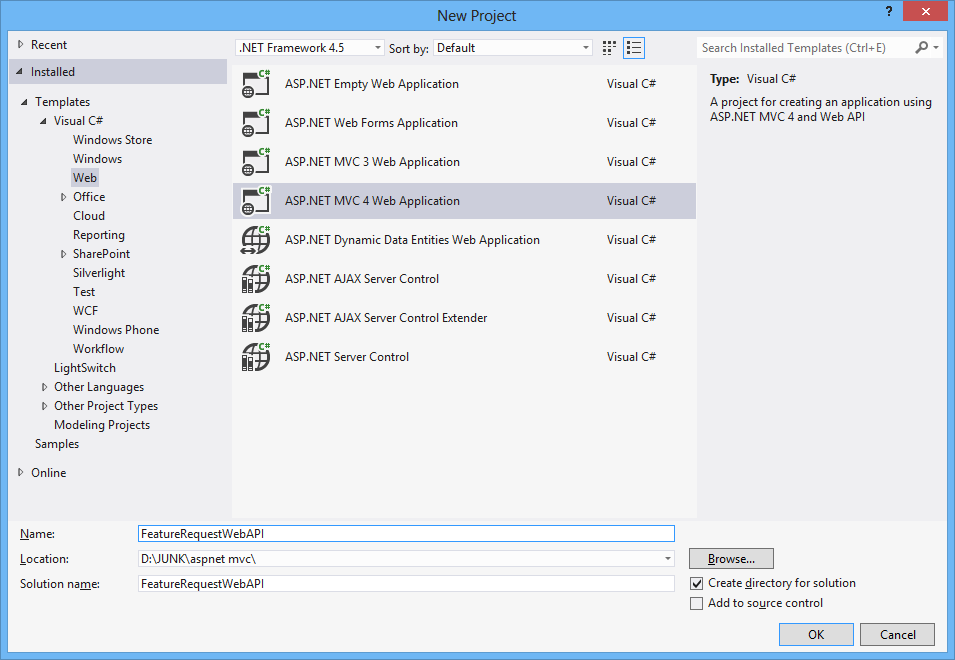 New Project
?
Recent
.NET Framework 4.5
Sort by:
Default
Search Installed Templates (Ctrl+E)
Installed
Templates
Visual C#
Windows Store
Windows
Web
Office
Cloud
Reporting
SharePoint
Silverlight
Test
WCF
Windows Phone
Workflow
LightSwitch
Other Languages
Other Project Types
Modeling Projects
Samples
Online
C# ASP.NET Empty Web Application Visual C#
C# ASP.NET Web Forms Application Visual C#
C# ASP.NET MVC 3 Web Application Visual C#
C# ASP.NET MVC 4 Web Application Visual C#
C# ASP.NET Dynamic Data Entities Web Application Visual C#
C# ASP.NET AJAX Server Control Visual C#
C# ASP.NET AJAX Server Control Extender Visual C#
C# ASP.NET Server Control Visual C#
Type: Visual C#
A project for creating an application using
ASP.NET MVC 4 and Web API
Name: FeatureRequestWebAPI
Location: D:\JUNK\aspnet mvc\
Browse...
Solution name: FeatureRequestWebAPI
Create directory for solution
Add to source control
OK
Cancel